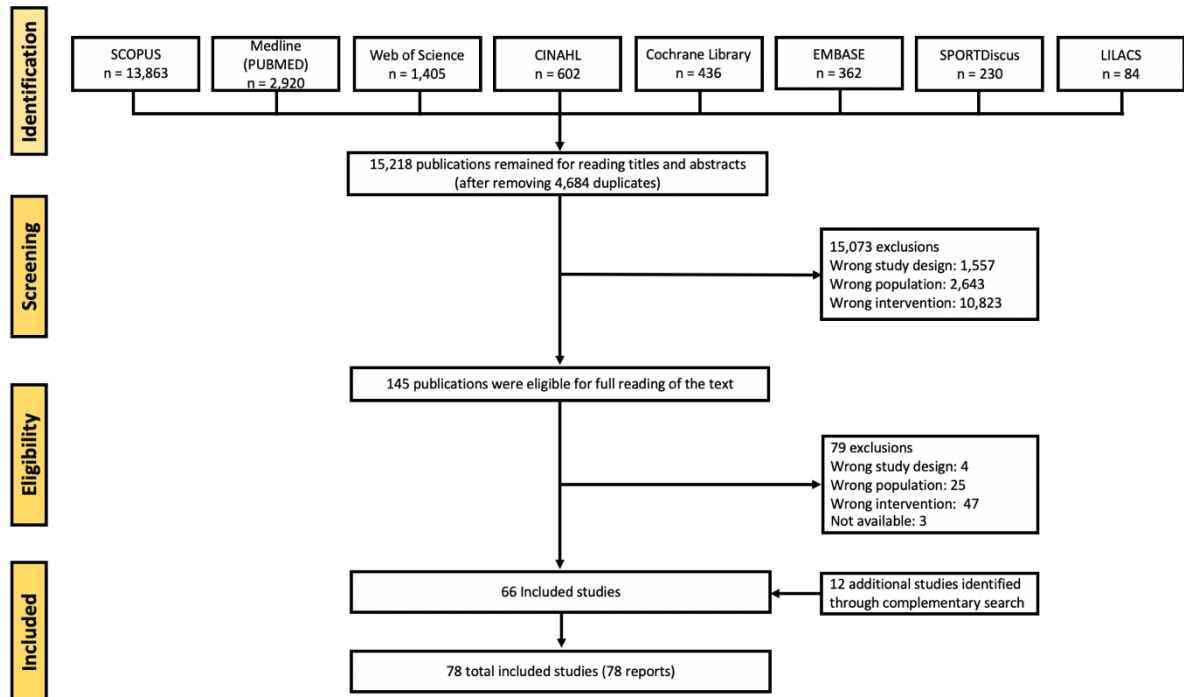 Identification
SCOPUS
n = 13,863
Medline
(PUBMED)
n = 2,920
Web of Science
n = 1,405
CINAHL
n = 602
Cochrane Library
n = 436
EMBASE
n = 362
SPORTDiscus
n = 230
LILACS
n = 84
15,218 publications remained for reading titles and abstracts
(after removing 4,684 duplicates)
Screening
15,073 exclusions
Wrong study design: 1,557
Wrong population: 2,643
Wrong intervention: 10,823
145 publications were eligible for full reading of the text
Eligibility
79 exclusions
Wrong study design: 4
Wrong population: 25
Wrong intervention: 47
Not available: 3
Included
66 Included studies
12 additional studies identified
through complementary search
78 total included studies (78 reports)